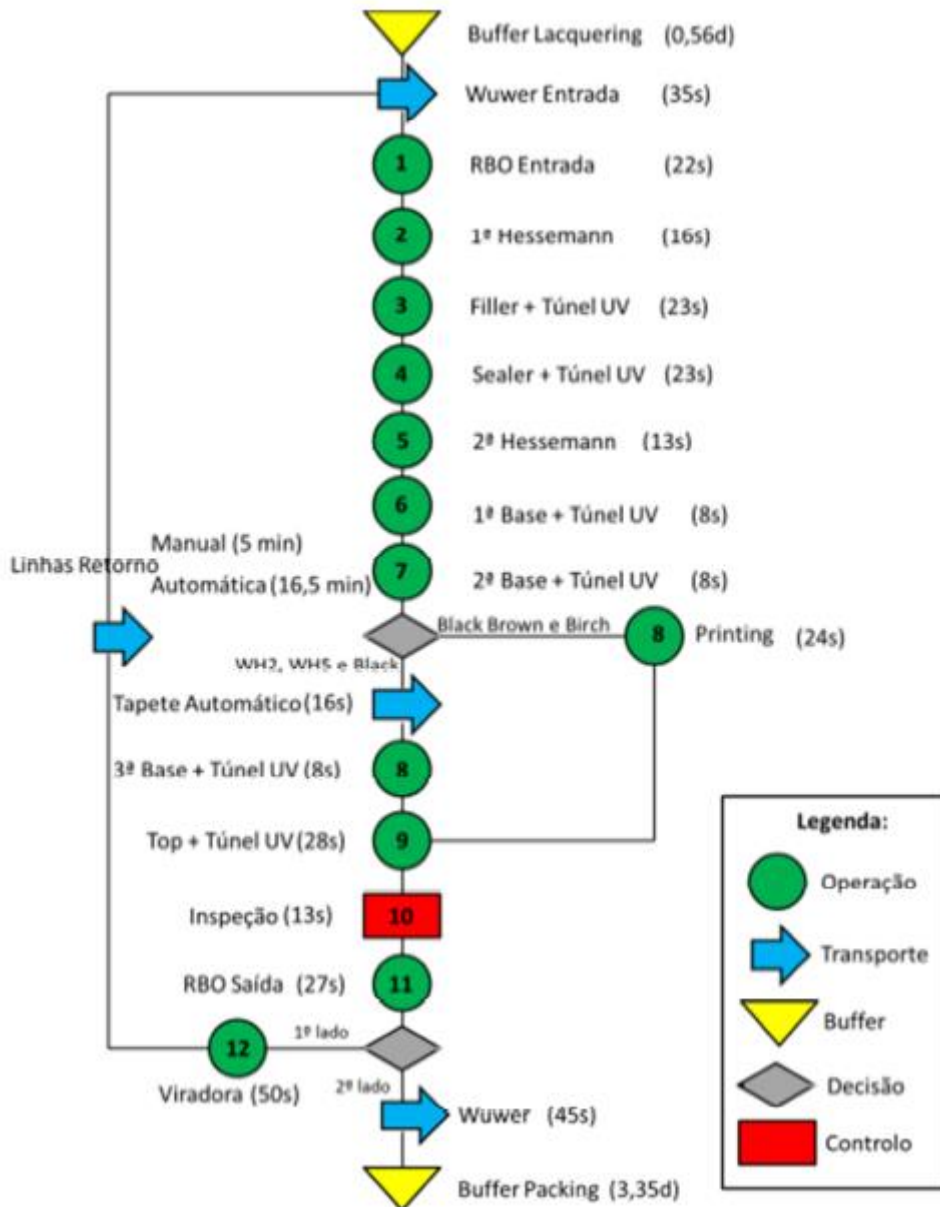 Buffer Lacquering (0,56d)
Wuwer Entrada (35s)
1 RBO Entrada (22s)
2 1ª Hessemann (16s)
3 Filler + Túnel UV (23s)
4 Sealer + Túnel UV (23s)
5 2ª Hessemann (13s)
6 1ª Base + Túnel UV (8s)
Manual (5 min)
Linhas Retorno
Automática (16,5 min)
7 2ª Base + Túnel UV (8s)
Black Brown e Birch
8 Printing (24s)
WH2, WH5 e Black
Tapete Automático (16s)
3ª Base + Túnel UV (8s) 8
Top + Túnel UV (28s) 9
Inspeção (13s) 10
RBO Saída (27s) 11
1º lado
12
Viradora (50s)
2º lado
Wuwer (45s)
Buffer Packing (3,35d)
Legenda:
Operação
Transporte
Buffer
Decisão
Controlo